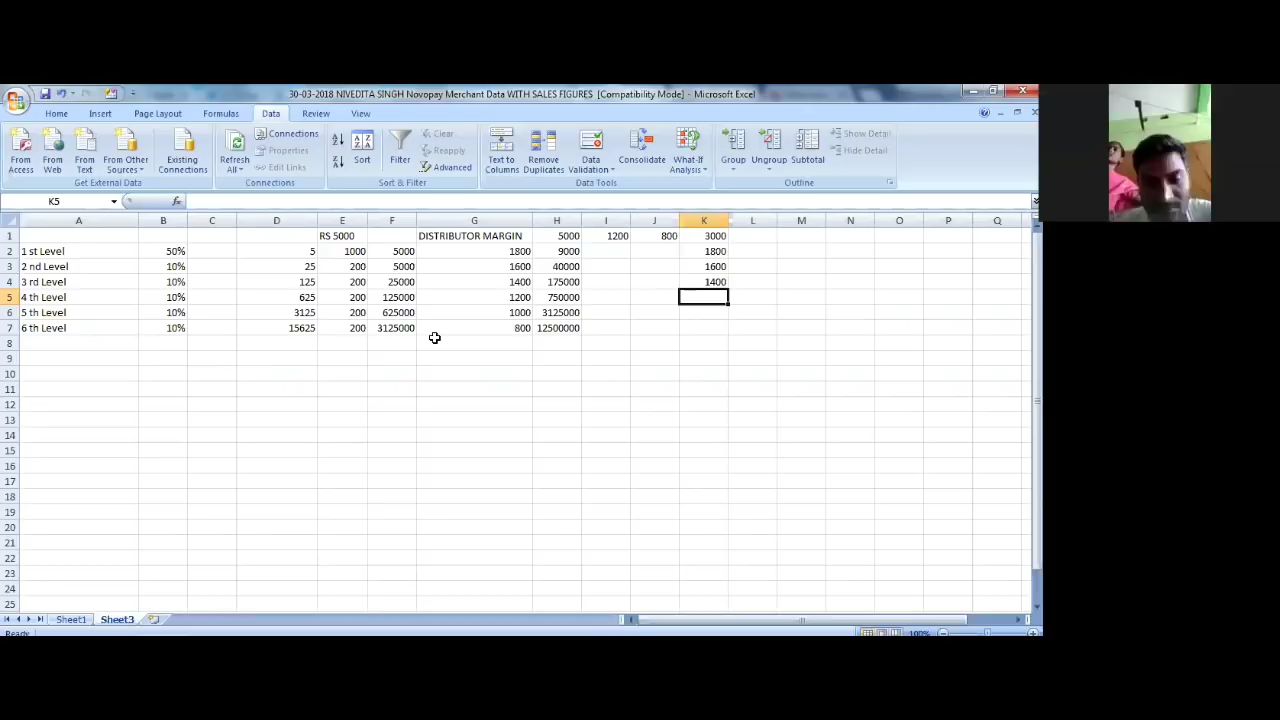 30-03-2018 NIVEDITA SINGH Novopay Merchant Data WITH SALES FIGURES [Compatibility Mode] - Microsoft Excel
Home Insert Page Layout Formulas Data Review View
From Access From Web From Text From Other Sources Existing Connections Refresh All Connections Properties Edit Links Sort Filter Clear Reapply Advanced Text to Columns Remove Duplicates Data Validation Consolidate What-If Analysis Group Ungroup Subtotal Show Detail Hide Detail
Get External Data Connections Sort & Filter Data Tools Outline
K5 fx
A B C D E F G H I J K L M N O P Q
1 RS 5000 DISTRIBUTOR MARGIN 5000 1200 800 3000
2 1 st Level 50% 5 1000 5000 1800 9000 1800
3 2 nd Level 10% 25 200 5000 1600 40000 1600
4 3 rd Level 10% 125 200 25000 1400 175000 1400
5 4 th Level 10% 625 200 125000 1200 750000
6 5 th Level 10% 3125 200 625000 1000 3125000
7 6 th Level 10% 15625 200 3125000 800 12500000
8
9
10
11
12
13
14
15
16
17
18
19
20
21
22
23
24
25
Sheet1 Sheet3
Ready 100%